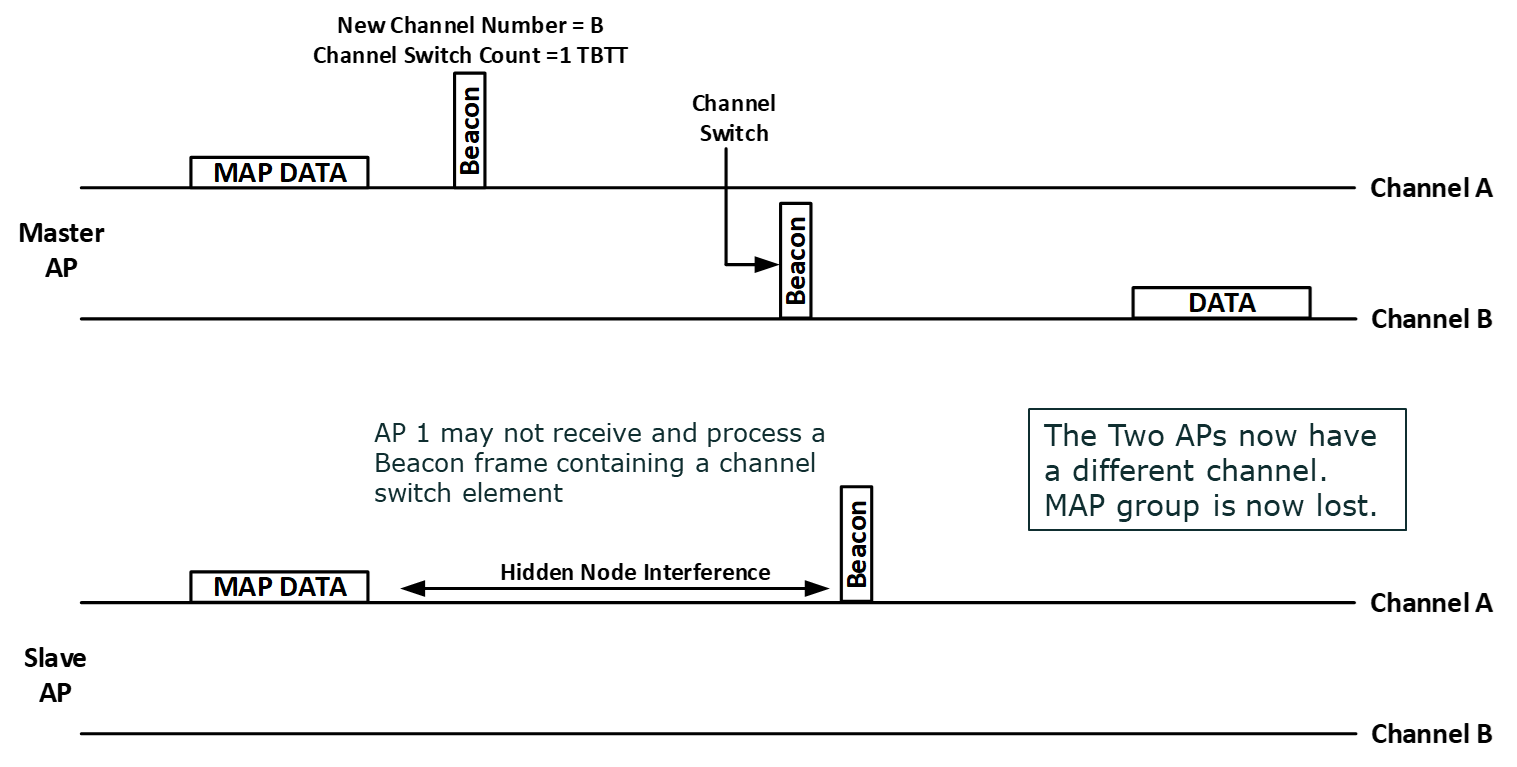 New Channel Number = B
Channel Switch Count =1 TBTT
Beacon
Channel
Switch
MAP DATA
Channel A
Master
AP
Beacon
DATA
Channel B
AP 1 may not receive and process a
Beacon frame containing a channel
switch element
The Two APs now have
a different channel.
MAP group is now lost.
Beacon
Hidden Node Interference
MAP DATA
Channel A
Slave
AP
Channel B